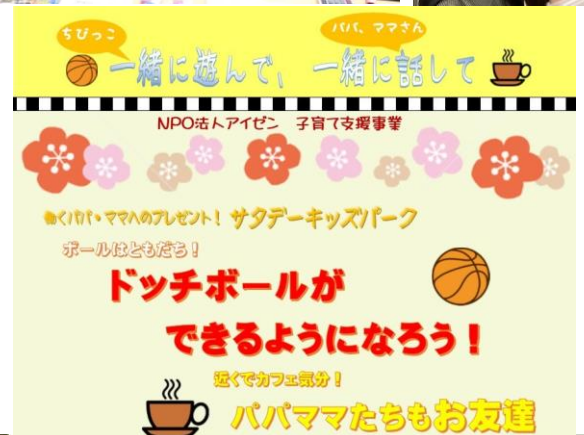 ちびっこ
パパ、ママさん
一緒に遊んで、 一緒に話して
NPO法人アイゼン 子育て支援事業
働くパパ・ママへのプレゼント! サタデーキッズパーク
ボールはともだち!
ドッチボールが
できるようになろう!
近くでカフェ気分!
パパママたちもお友達